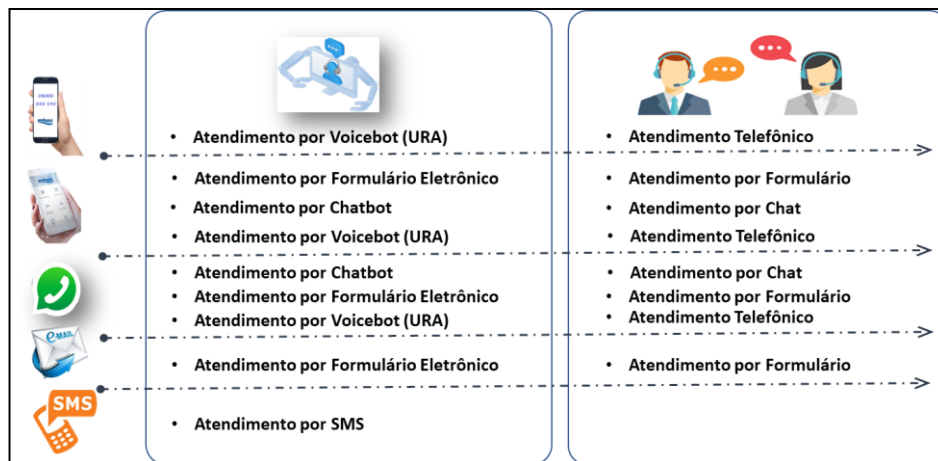 • Atendimento por Voicebot (URA)
• Atendimento Telefônico
• Atendimento por Formulário Eletrônico
• Atendimento por Formulário
• Atendimento por Chatbot
• Atendimento por Chat
• Atendimento por Voicebot (URA)
• Atendimento Telefônico
• Atendimento por Chatbot
• Atendimento por Chat
• Atendimento por Formulário Eletrônico
• Atendimento por Formulário
• Atendimento por Voicebot (URA)
• Atendimento Telefônico
e-MAIL
• Atendimento por Formulário Eletrônico
• Atendimento por Formulário
SMS
• Atendimento por SMS